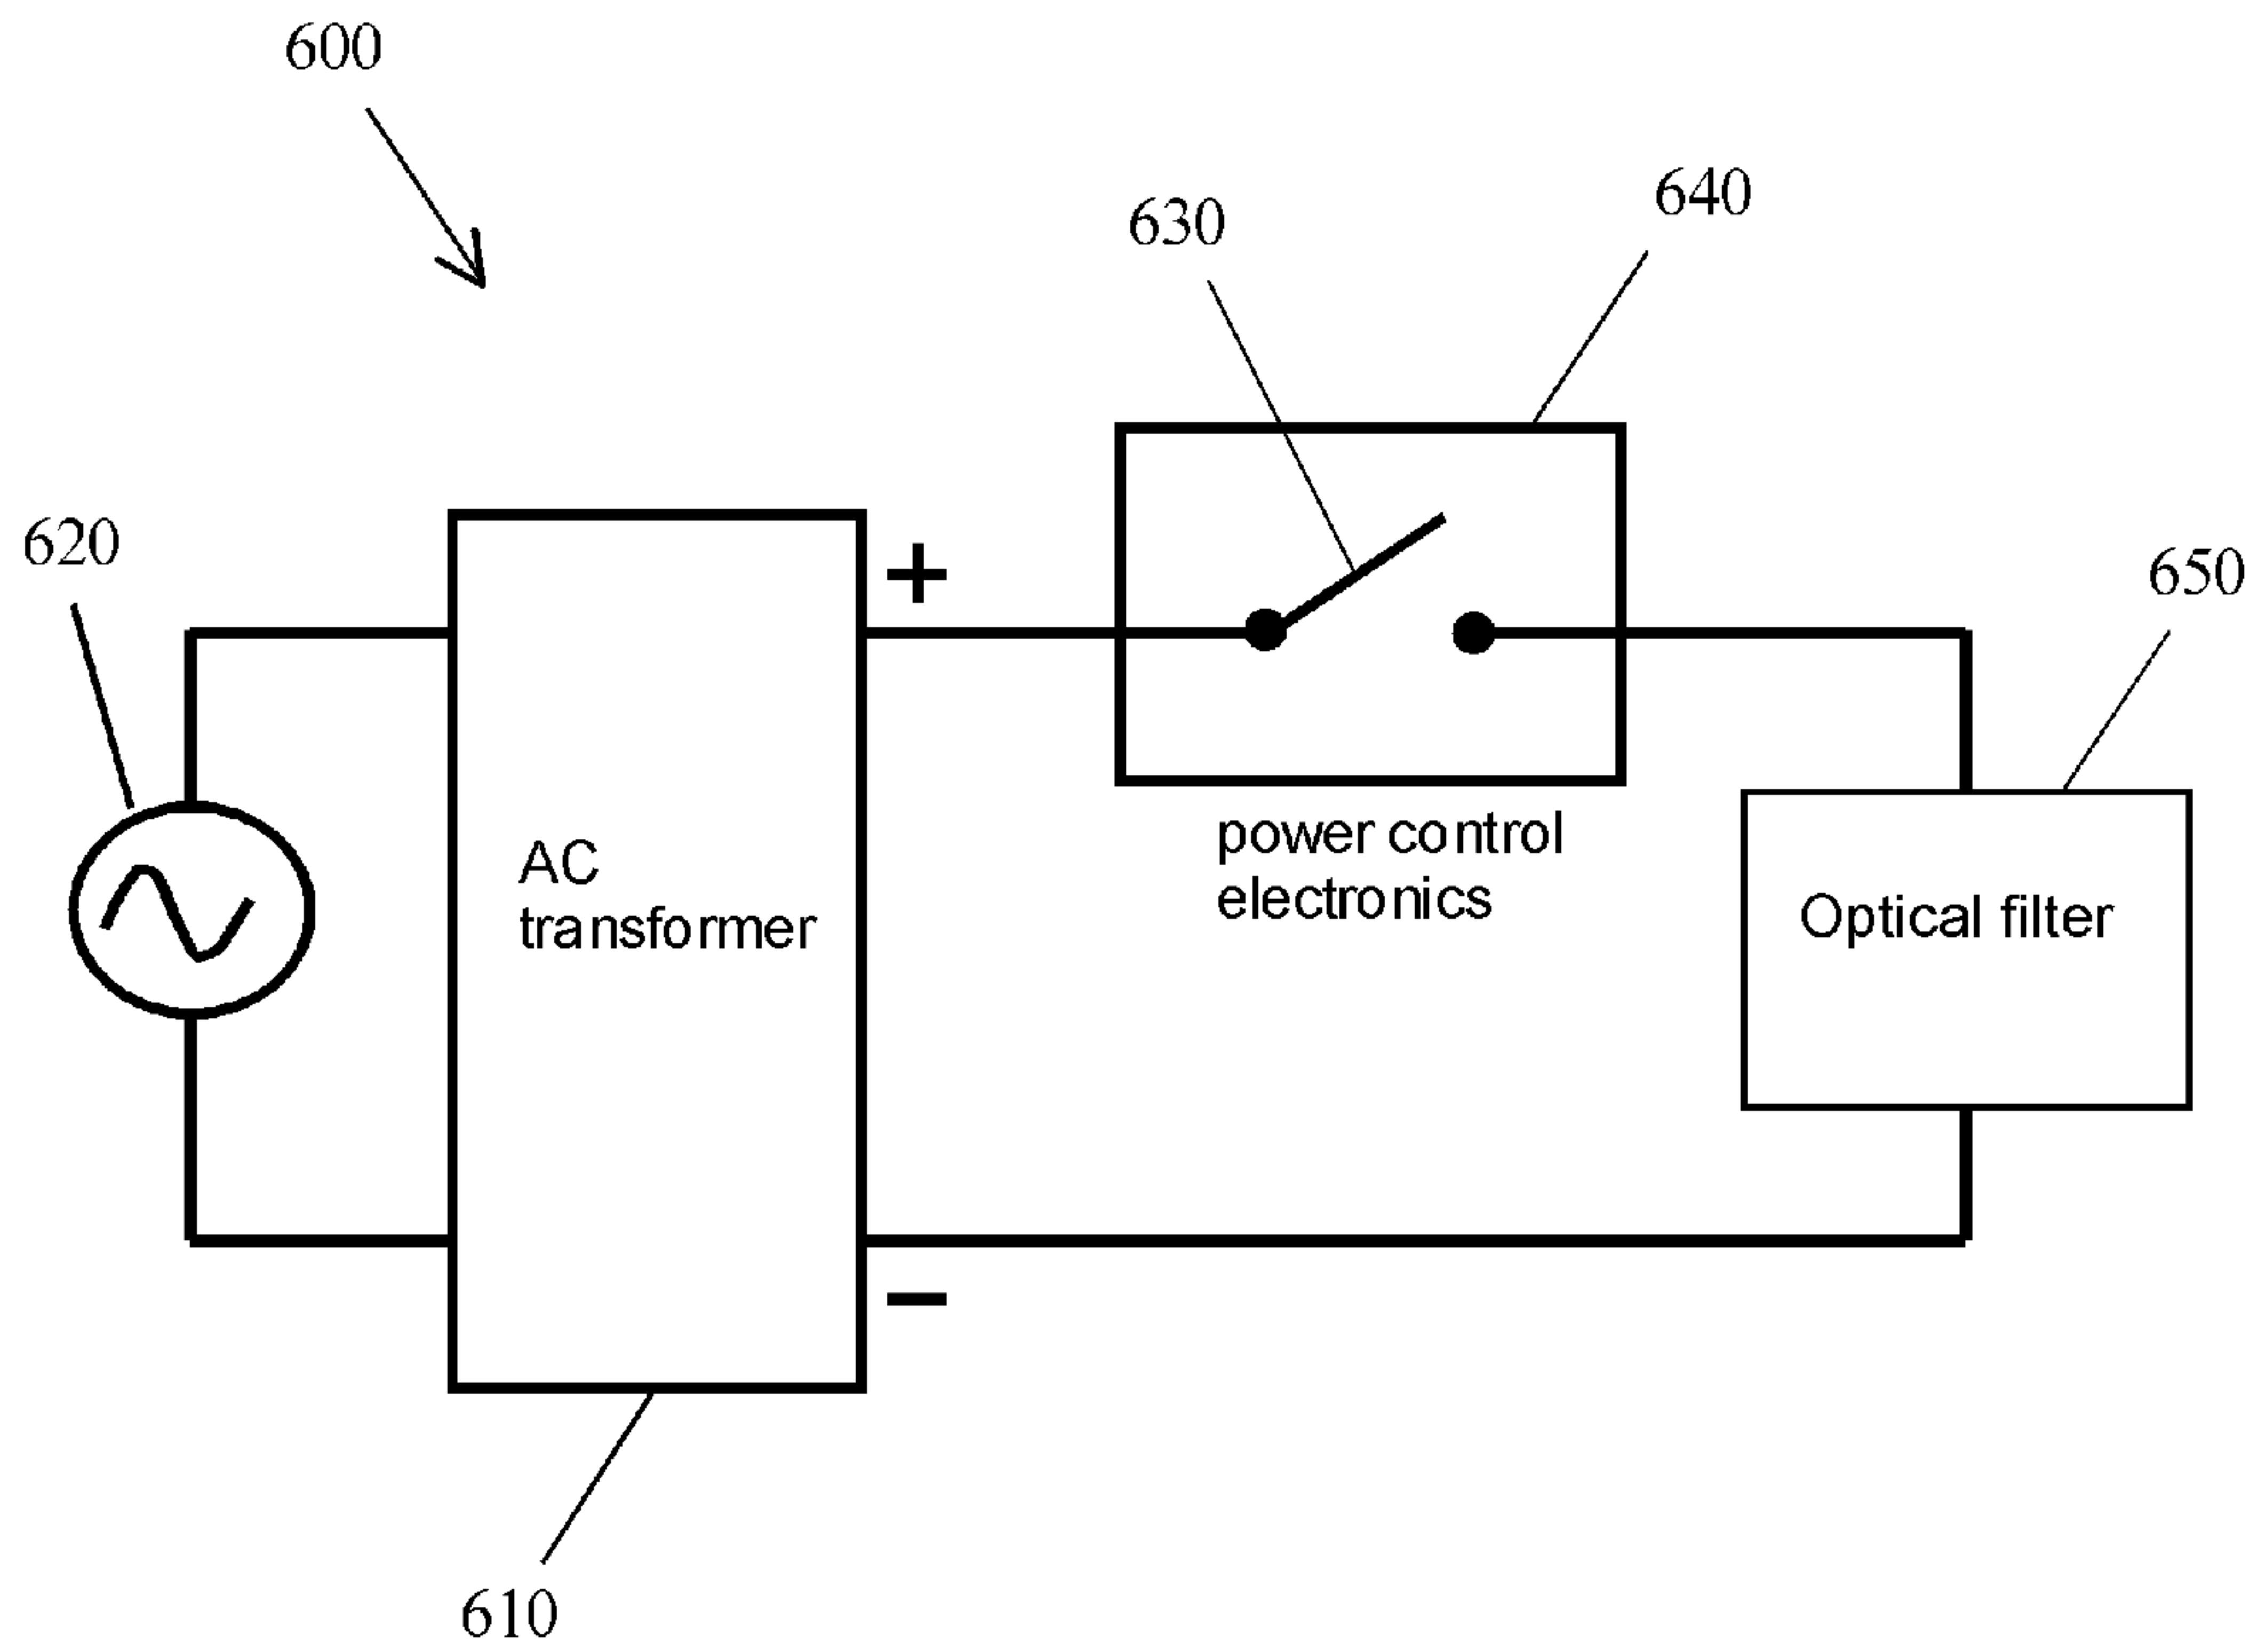 600
640
630
620
650
+
power control
electronics
AC
transformer
Optical filter
−
610